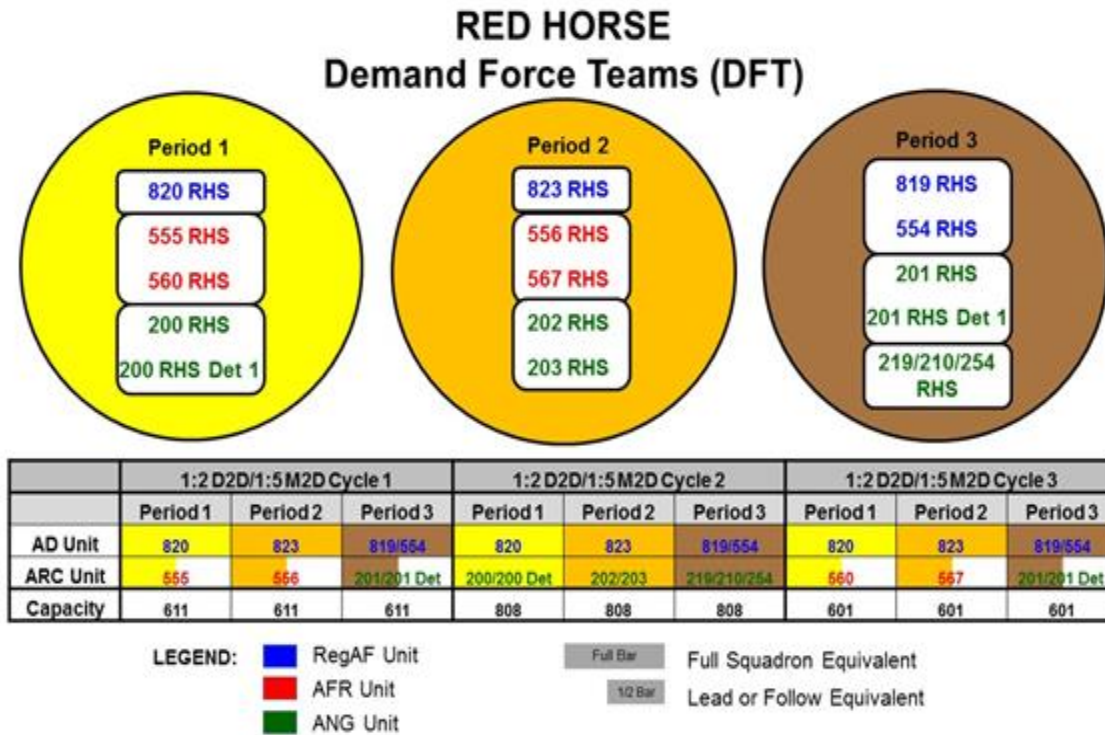 RED HORSE
Demand Force Teams (DFT)
Period 1
820 RHS
555 RHS
560 RHS
200 RHS
200 RHS Det 1
Period 2
823 RHS
556 RHS
567 RHS
202 RHS
203 RHS
Period 3
819 RHS
554 RHS
201 RHS
201 RHS Det 1
219/210/254
RHS
1:2 D2D/1:5 M2D Cycle 1 1:2 D2D/1:5 M2D Cycle 2 1:2 D2D/1:5 M2D Cycle 3
Period 1 Period 2 Period 3 Period 1 Period 2 Period 3 Period 1 Period 2 Period 3
AD Unit 820 823 819/554 820 823 819/554 820 823 819/554
ARC Unit 555 556 201/201 Det 200/200 Det 202/203 219/210/254 560 567 201/201 Det
Capacity 611 611 611 808 808 808 601 601 601
LEGEND: RegAF Unit Full Bar Full Squadron Equivalent
AFR Unit 1/2 Bar Lead or Follow Equivalent
ANG Unit